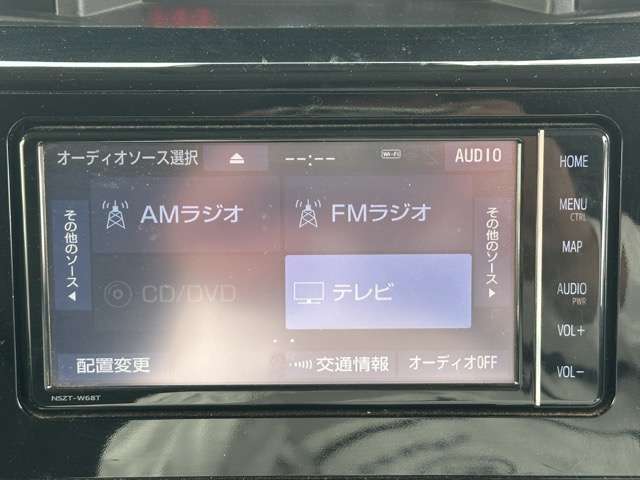 オーディオソース選択 ⏏ --:-- Wi-Fi AUDIO
その他のソース
AMラジオ
FMラジオ
その他のソース
CD/DVD
テレビ
配置変更
交通情報
オーディオOFF
NSZT-W68T
HOME
MENU
CTRL
MAP
AUDIO
PWR
VOL+
VOL-